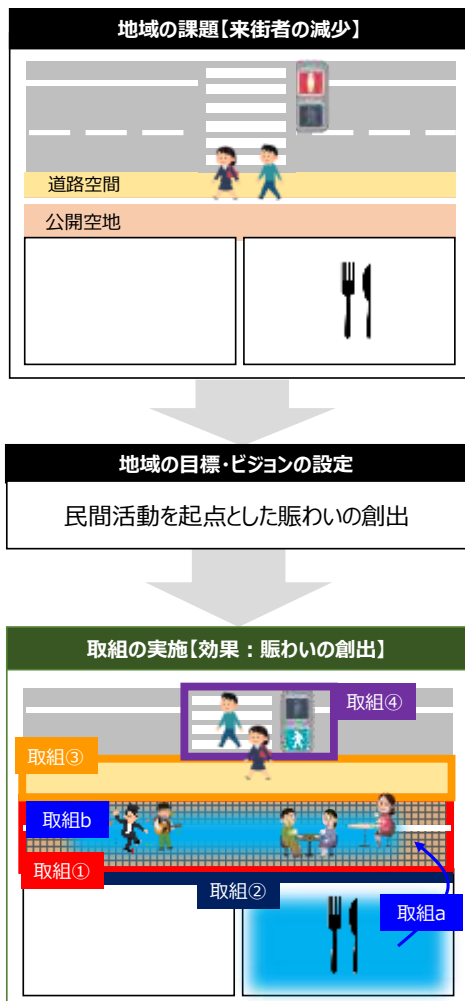 地域の課題【来街者の減少】
道路空間
公開空地
地域の目標・ビジョンの設定
民間活動を起点とした賑わいの創出
取組の実施【効果：賑わいの創出】
取組④
取組③
取組b
取組①
取組②
取組a